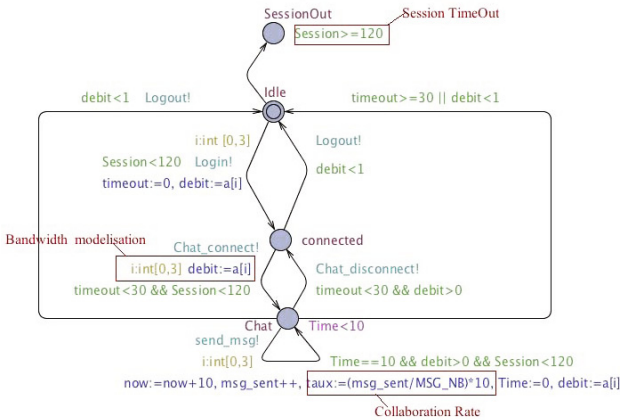 SessionOut
Session TimeOut
Session>=120
Idle
debit<1 Logout!
timeout>=30 || debit<1
i:int [0,3]
Logout!
Session<120 Login!
debit<1
timeout:=0, debit:=a[i]
Bandwidth modelisation
connected
Chat_connect!
i:int[0,3] debit:=a[i]
Chat_disconnect!
timeout<30 && Session<120
timeout<30 && debit>0
Chat
Time<10
send_msg!
i:int[0,3]
Time==10 && debit>0 && Session<120
now:=now+10, msg_sent++, taux:=(msg_sent/MSG_NB)*10, Time:=0, debit:=a[i]
Collaboration Rate